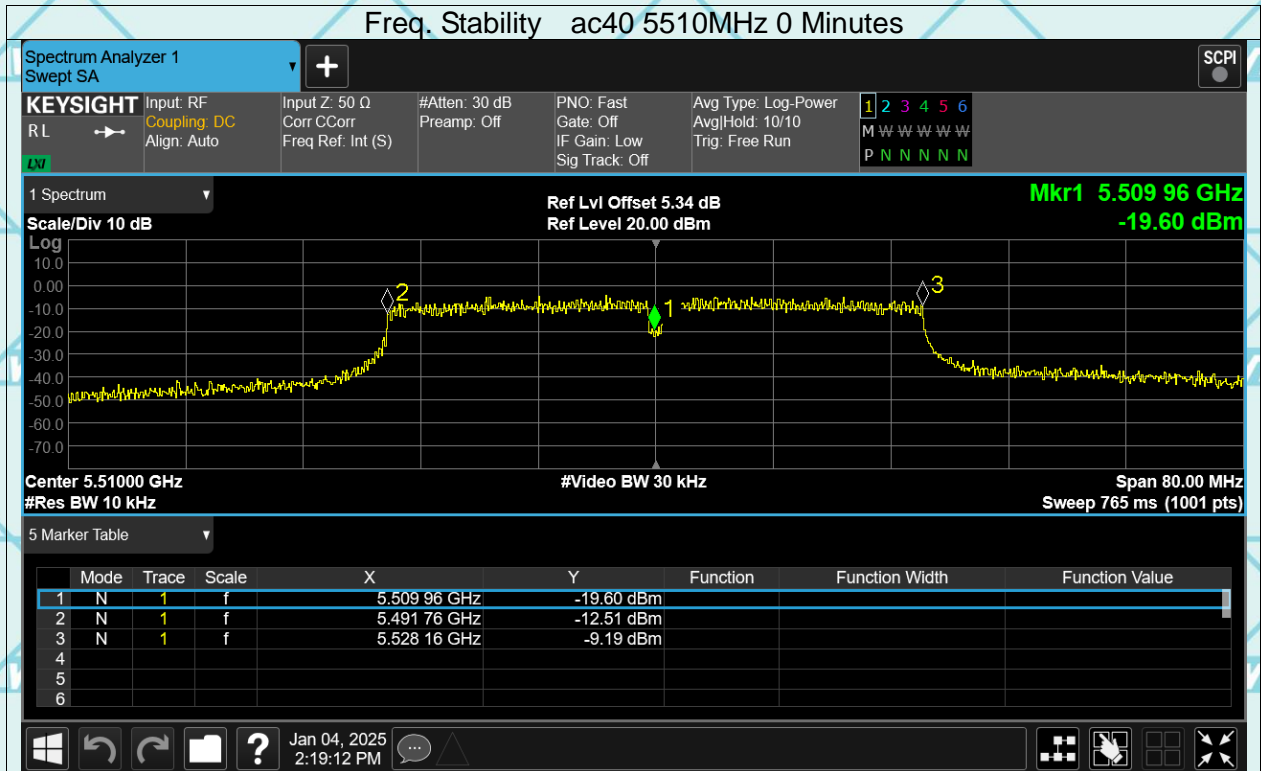 Freq. Stability ac40 5510MHz 0 Minutes
Spectrum Analyzer 1
Swept SA
+
SCPI
KEYSIGHT
RL
LXI
Input: RF
Coupling: DC
Align: Auto
Input Z: 50 Ω
Corr CCorr
Freq Ref: Int (S)
#Atten: 30 dB
Preamp: Off
PNO: Fast
Gate: Off
IF Gain: Low
Sig Track: Off
Avg Type: Log-Power
Avg|Hold: 10/10
Trig: Free Run
1 2 3 4 5 6
M W W W W W
P N N N N N
1 Spectrum
Scale/Div 10 dB
Ref Lvl Offset 5.34 dB
Ref Level 20.00 dBm
Mkr1 5.509 96 GHz
-19.60 dBm
Log
10.0
0.00
-10.0
-20.0
-30.0
-40.0
-50.0
-60.0
-70.0
2
1
3
Center 5.51000 GHz
#Video BW 30 kHz
Span 80.00 MHz
#Res BW 10 kHz
Sweep 765 ms (1001 pts)
5 Marker Table
Mode Trace Scale X Y Function Function Width Function Value
1 N 1 f 5.509 96 GHz -19.60 dBm
2 N 1 f 5.491 76 GHz -12.51 dBm
3 N 1 f 5.528 16 GHz -9.19 dBm
4
5
6
?
Jan 04, 2025
2:19:12 PM